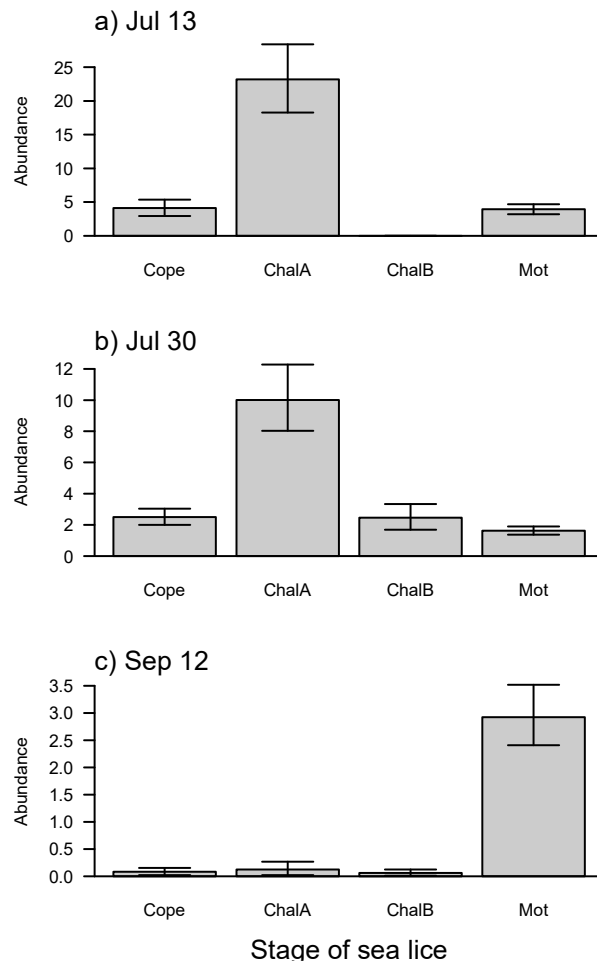 a) Jul 13
Abundance
25
20
15
10
5
0
Cope ChalA ChalB Mot
b) Jul 30
Abundance
12
10
8
6
4
2
0
Cope ChalA ChalB Mot
c) Sep 12
Abundance
3.5
3.0
2.5
2.0
1.5
1.0
0.5
0.0
Cope ChalA ChalB Mot
Stage of sea lice